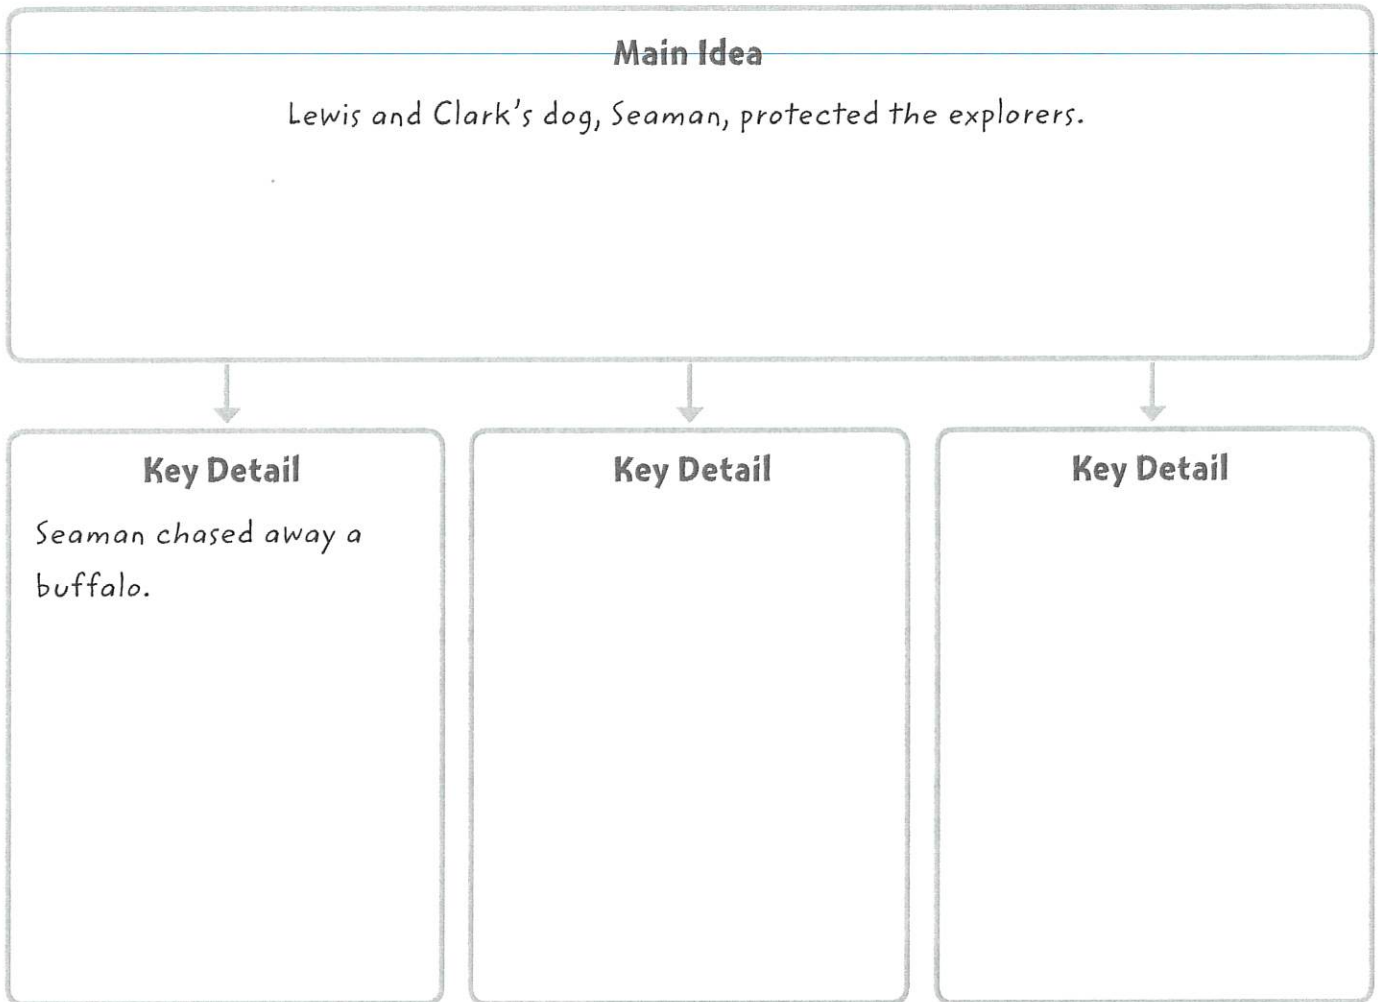 Main Idea
Lewis and Clark's dog, Seaman, protected the explorers.
Key Detail
Seaman chased away a
buffalo.
Key Detail
Key Detail